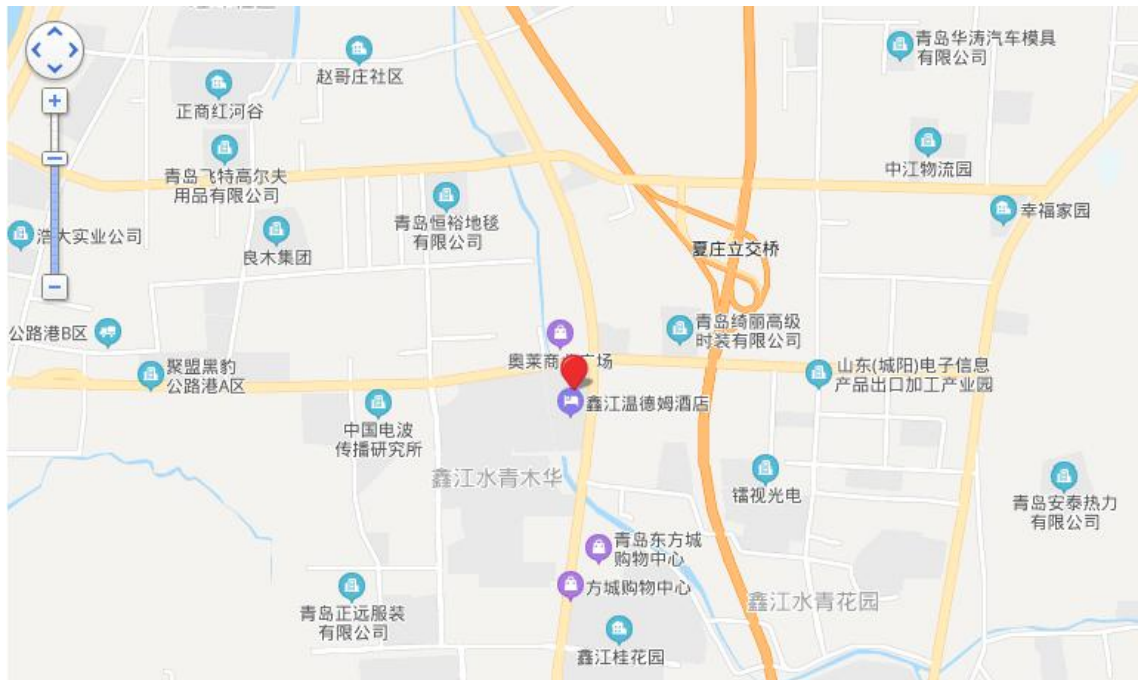 青岛华涛汽车模具
有限公司
赵哥庄社区
正商红河谷
中江物流园
青岛飞特高尔夫
用品有限公司
幸福家园
青岛恒裕地毯
有限公司
浩大实业公司
良木集团
夏庄立交桥
公路港B区
青岛绮丽高级
时装有限公司
奥莱商业广场
聚盟黑豹
公路港A区
山东(城阳)电子信息
产品出口加工产业园
鑫江温德姆酒店
中国电波
传播研究所
鑫江水青木华
镭视光电
青岛安泰热力
有限公司
青岛东方城
购物中心
方城购物中心
鑫江水青花园
青岛正远服装
有限公司
鑫江桂花园